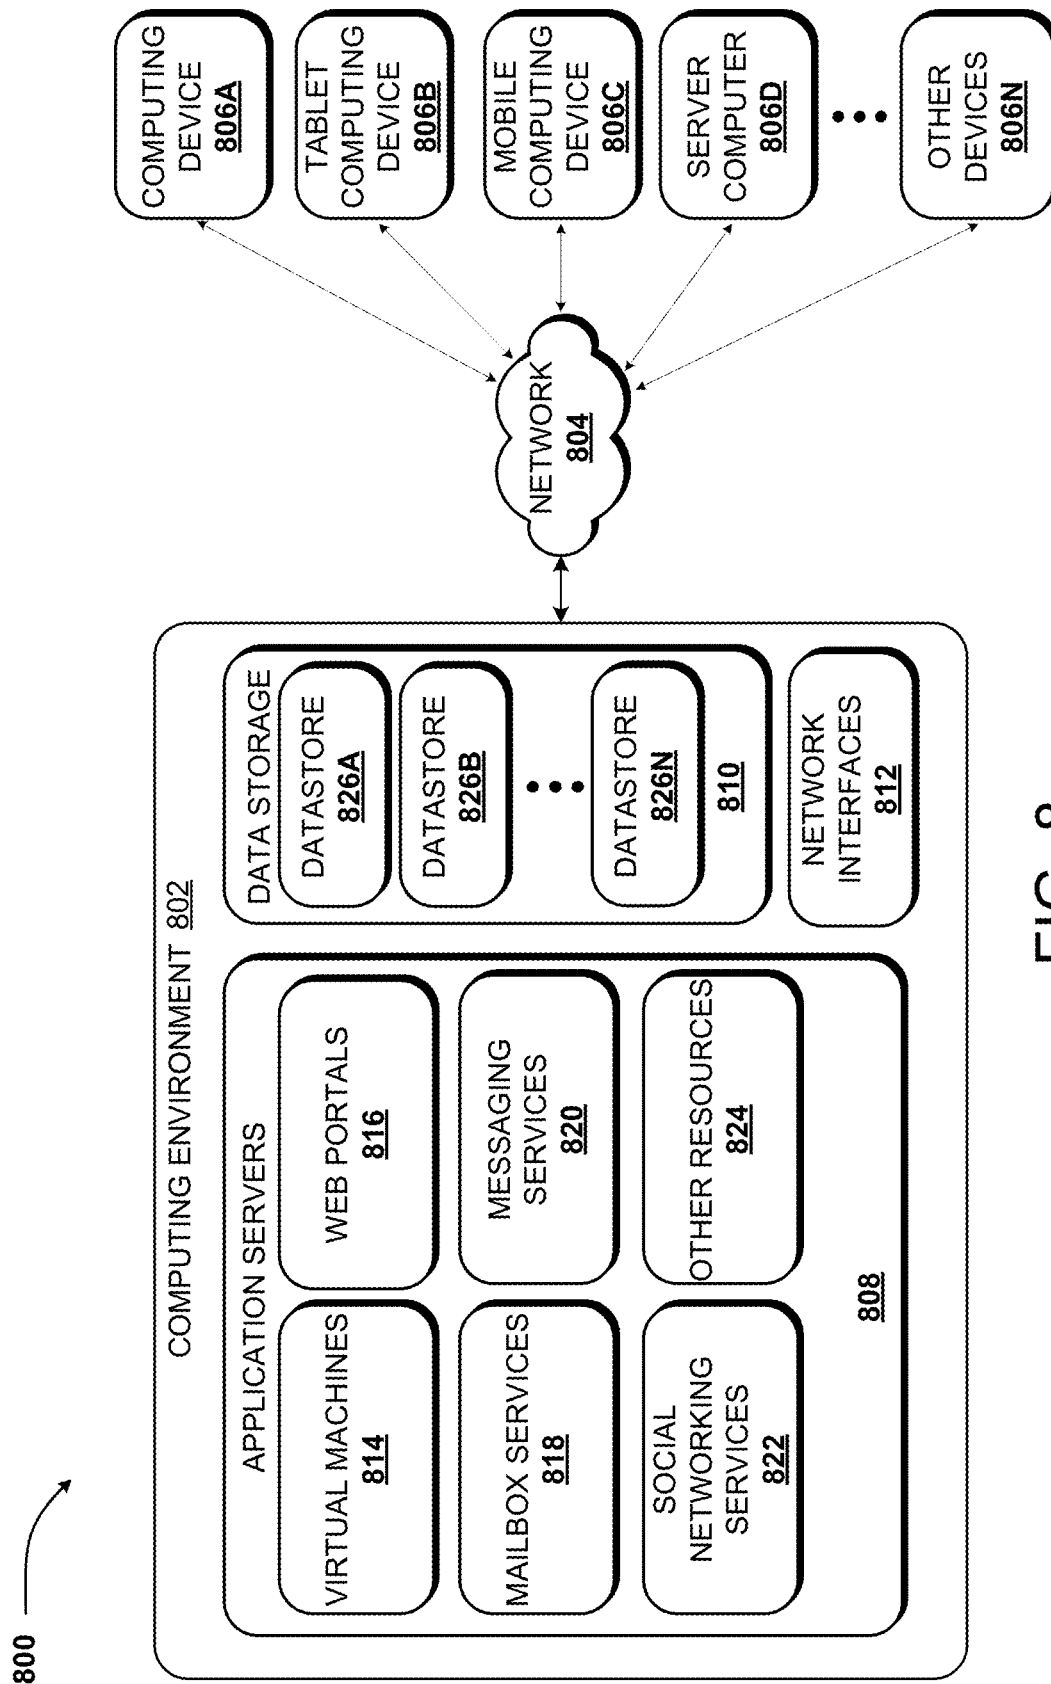 800
COMPUTING ENVIRONMENT 802
APPLICATION SERVERS
VIRTUAL MACHINES
814
WEB PORTALS
816
MAILBOX SERVICES
818
MESSAGING
SERVICES
820
SOCIAL
NETWORKING
SERVICES
822
OTHER RESOURCES
824
808
DATA STORAGE
DATASTORE
826A
DATASTORE
826B
DATASTORE
826N
810
NETWORK
INTERFACES
812
NETWORK
804
COMPUTING
DEVICE
806A
TABLET
COMPUTING
DEVICE
806B
MOBILE
COMPUTING
DEVICE
806C
SERVER
COMPUTER
806D
OTHER
DEVICES
806N